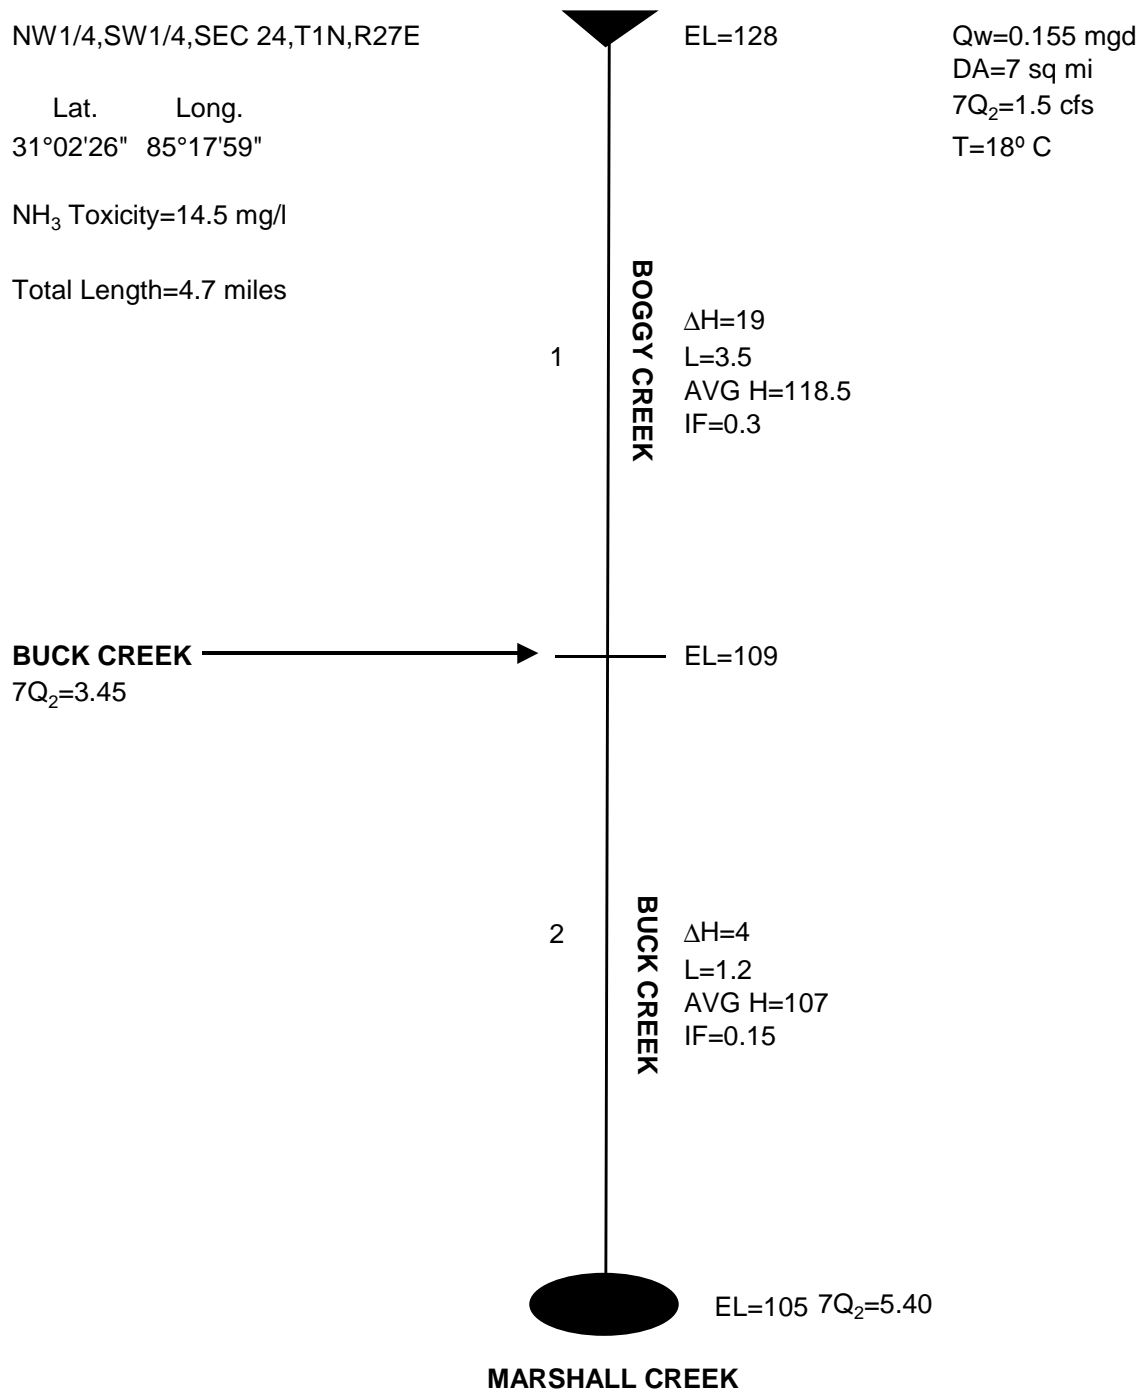 NW1/4,SW1/4,SEC 24,T1N,R27E
Lat. Long.
31°02'26" 85°17'59"
NH₃ Toxicity=14.5 mg/l
Total Length=4.7 miles
EL=128
Qw=0.155 mgd
DA=7 sq mi
7Q₂=1.5 cfs
T=18º C
1
BOGGY CREEK
∆H=19
L=3.5
AVG H=118.5
IF=0.3
BUCK CREEK
7Q₂=3.45
EL=109
2
BUCK CREEK
∆H=4
L=1.2
AVG H=107
IF=0.15
EL=105 7Q₂=5.40
MARSHALL CREEK